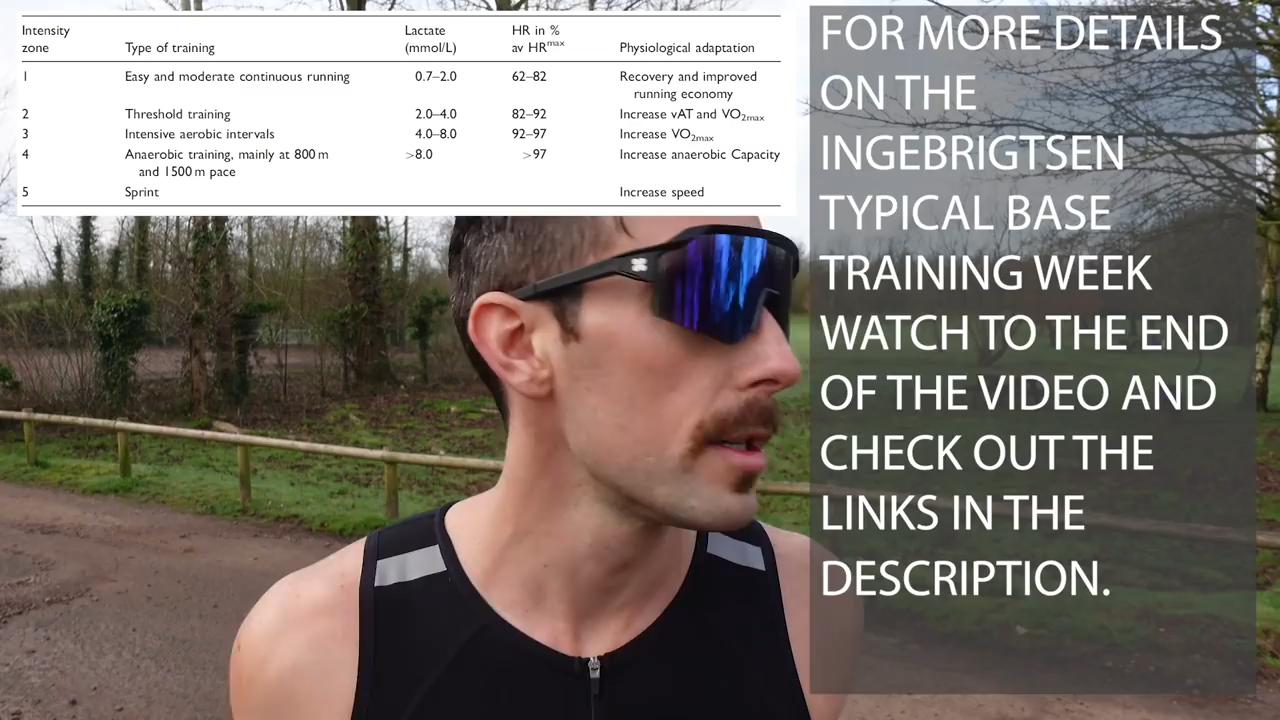 Intensity zone Type of training Lactate (mmol/L) HR in % av HRmax Physiological adaptation
1 Easy and moderate continuous running 0.7–2.0 62–82 Recovery and improved running economy
2 Threshold training 2.0–4.0 82–92 Increase vAT and VO2max
3 Intensive aerobic intervals 4.0–8.0 92–97 Increase VO2max
4 Anaerobic training, mainly at 800 m and 1500 m pace >8.0 >97 Increase anaerobic Capacity
5 Sprint Increase speed
FOR MORE DETAILS
ON THE
INGEBRIGTSEN
TYPICAL BASE
TRAINING WEEK
WATCH TO THE END
OF THE VIDEO AND
CHECK OUT THE
LINKS IN THE
DESCRIPTION.